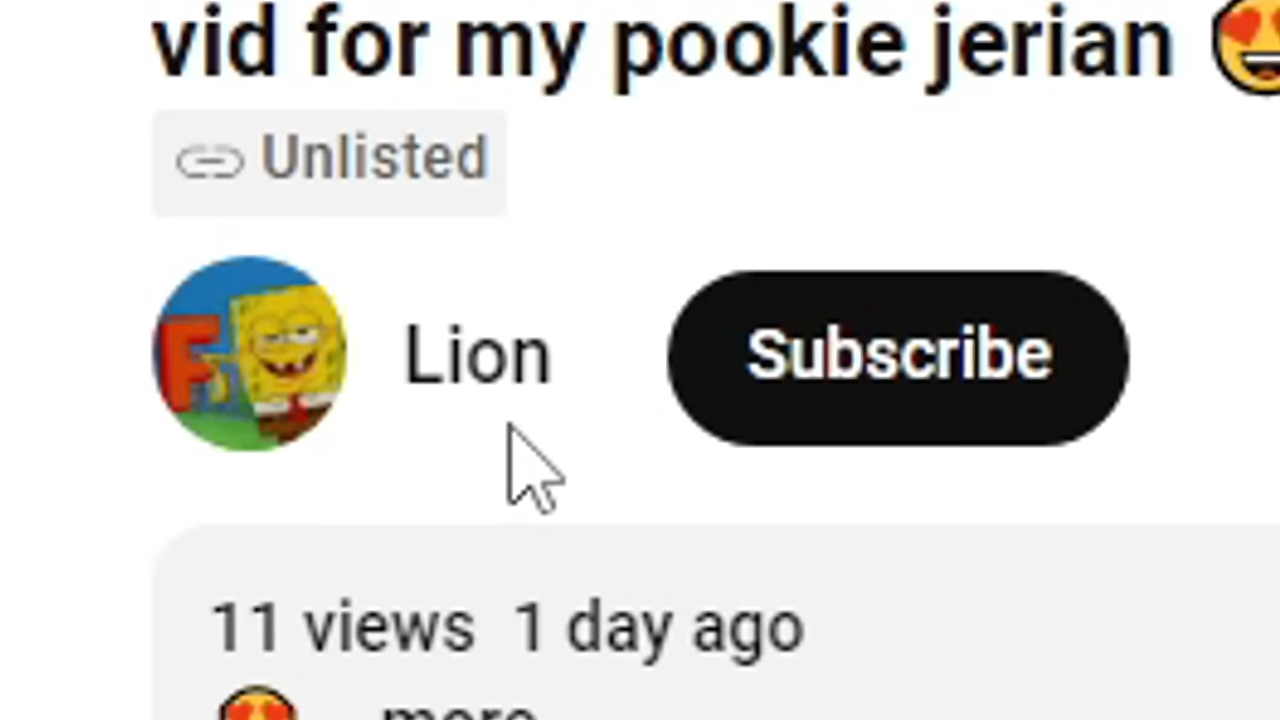 vid for my pookie jerian 😍
Unlisted
F
Lion
Subscribe
11 views 1 day ago
😍 ...more